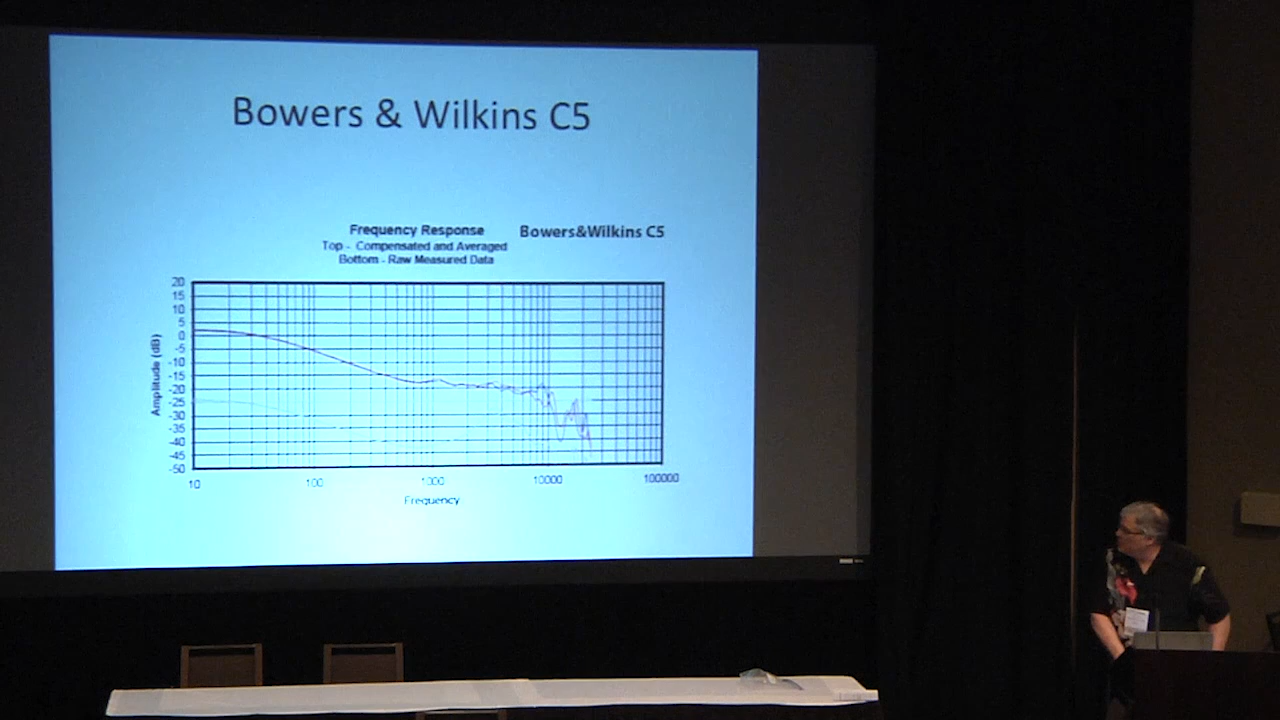 Bowers & Wilkins C5
Frequency Response
Bowers&Wilkins C5
Top - Compensated and Averaged
Bottom - Raw Measured Data
20
15
10
5
0
-5
-10
-15
-20
-25
-30
-35
-40
-45
-50
Amplitude (dB)
10
100
1000
10000
100000
Frequency